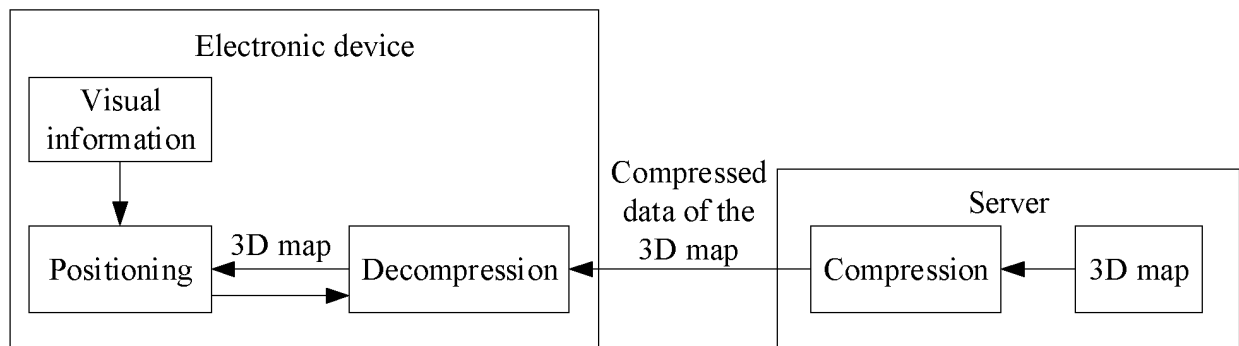 Electronic device
Visual
information
Positioning
3D map
Decompression
Compressed
data of the
3D map
Server
Compression
3D map